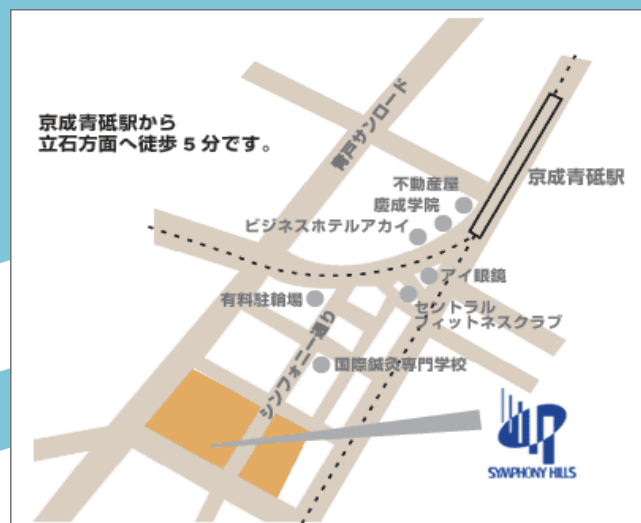 京成青砥駅から
立石方面へ徒歩 5 分です。
青戸サンロード
不動産屋
慶成学院
ビジネスホテルアカイ
京成青砥駅
アイ眼鏡
有料駐輪場
セントラル
フィットネスクラブ
シンフォニー通り
国際鍼灸専門学校
SYMPHONY HILLS